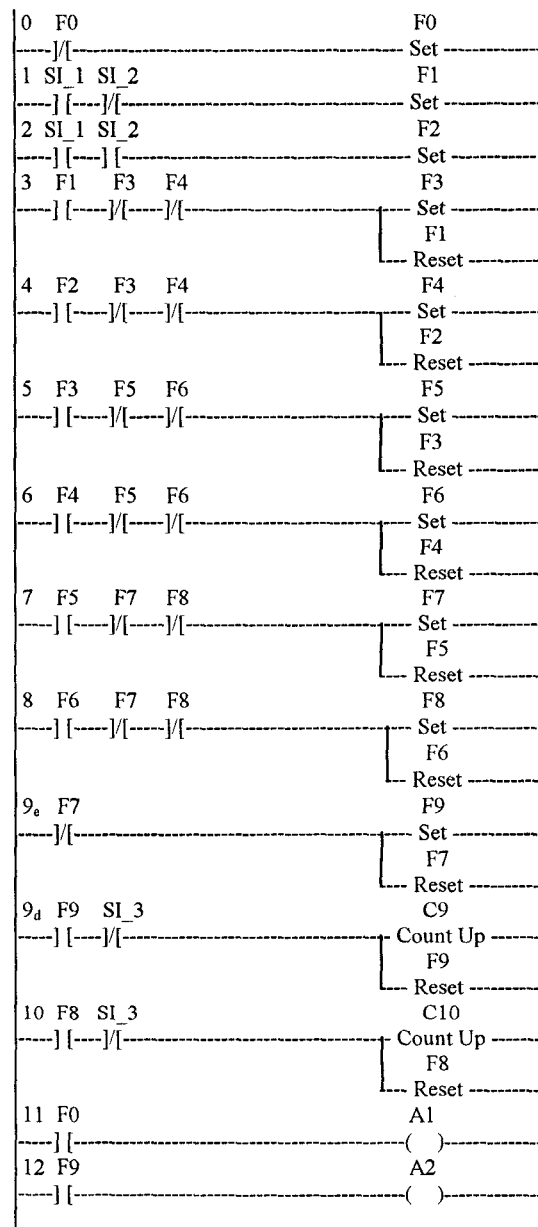 0 F0 F0
----]/[---- Set ----
1 SI_1 SI_2 F1
----] [----]/[---- Set ----
2 SI_1 SI_2 F2
----] [----] [---- Set ----
3 F1 F3 F4 F3
----] [----]/[----]/[---- Set ----
F1
---- Reset ----
4 F2 F3 F4 F4
----] [----]/[----]/[---- Set ----
F2
---- Reset ----
5 F3 F5 F6 F5
----] [----]/[----]/[---- Set ----
F3
---- Reset ----
6 F4 F5 F6 F6
----] [----]/[----]/[---- Set ----
F4
---- Reset ----
7 F5 F7 F8 F7
----] [----]/[----]/[---- Set ----
F5
---- Reset ----
8 F6 F7 F8 F8
----] [----]/[----]/[---- Set ----
F6
---- Reset ----
9e F7 F9
----]/[---- Set ----
F7
---- Reset ----
9d F9 SI_3 C9
----] [----]/[---- Count Up ----
F9
---- Reset ----
10 F8 SI_3 C10
----] [----]/[---- Count Up ----
F8
---- Reset ----
11 F0 A1
----] [----( )----
12 F9 A2
----] [----( )----